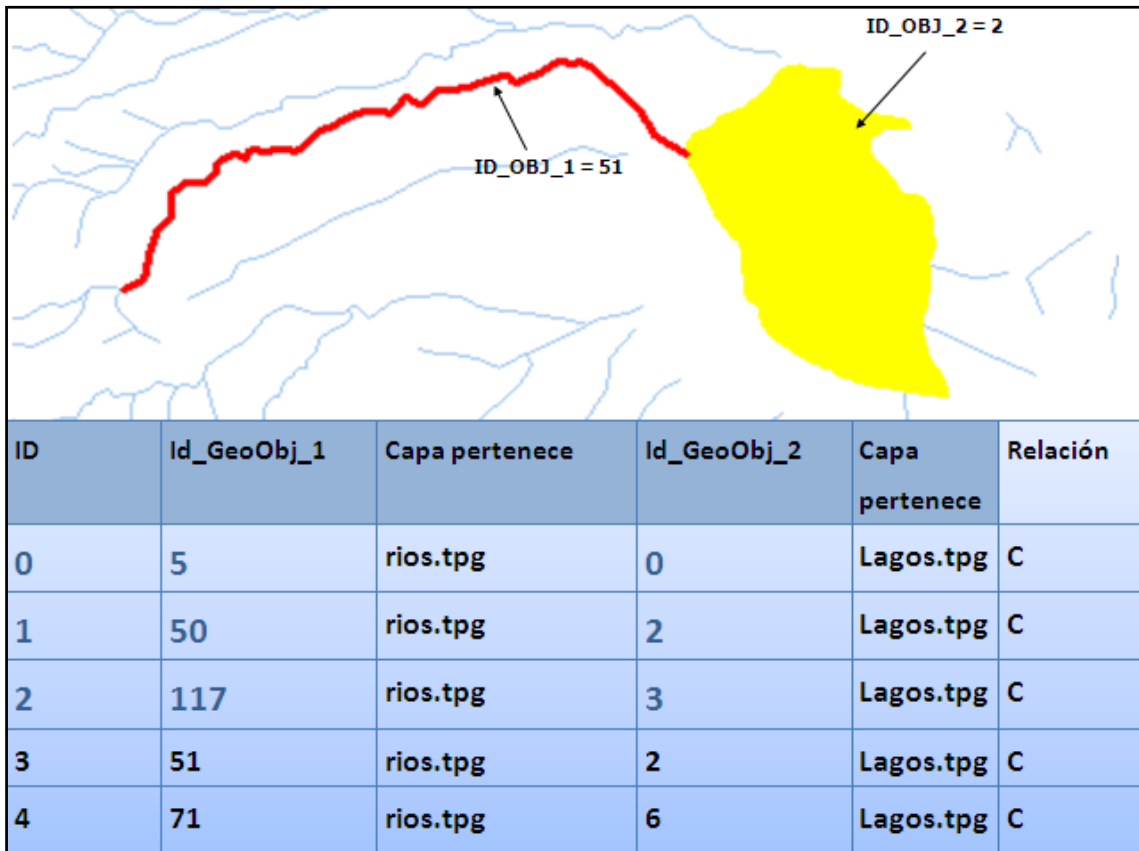 ID_OBJ_2 = 2
ID_OBJ_1 = 51
ID Id_GeoObj_1 Capa pertenece Id_GeoObj_2 Capa pertenece Relación
0 5 rios.tpg 0 Lagos.tpg C
1 50 rios.tpg 2 Lagos.tpg C
2 117 rios.tpg 3 Lagos.tpg C
3 51 rios.tpg 2 Lagos.tpg C
4 71 rios.tpg 6 Lagos.tpg C